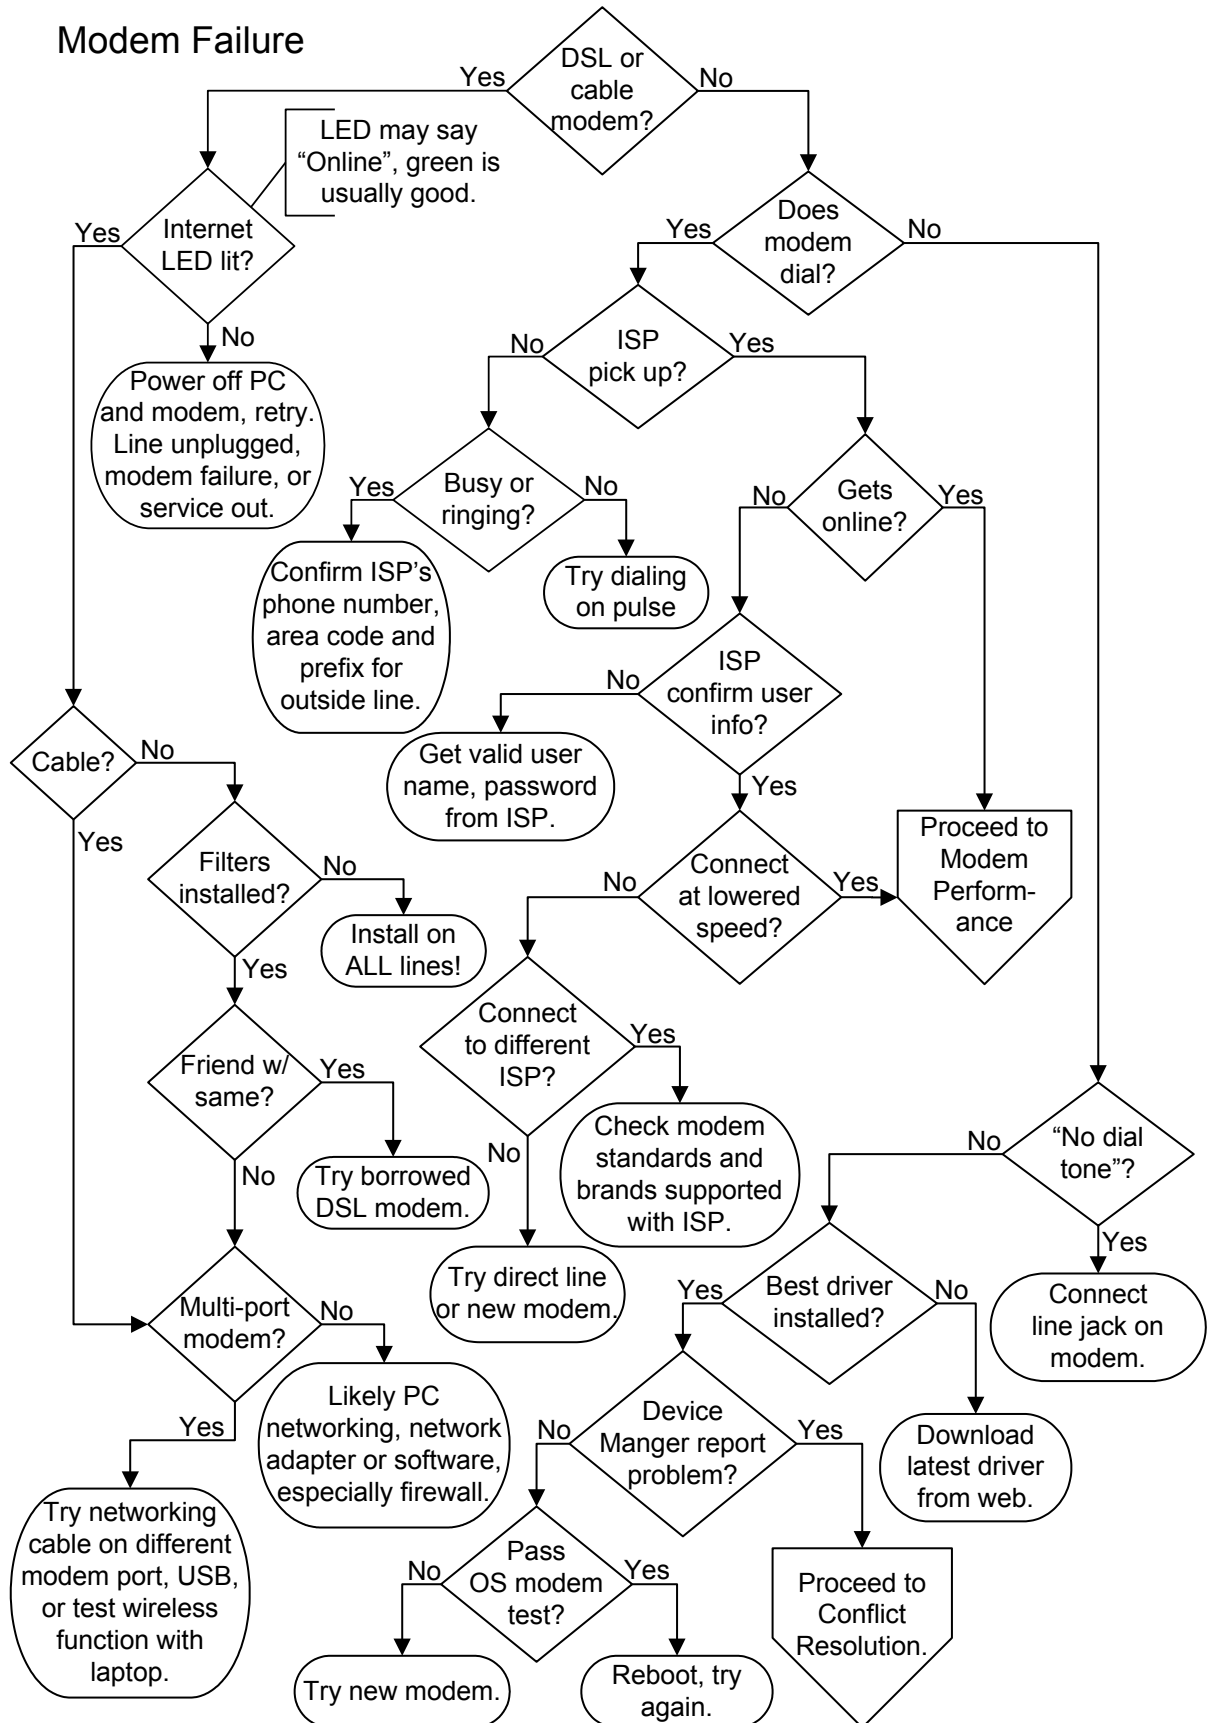 Modem Failure
DSL or
cable
modem?
Yes
No
LED may say
“Online”, green is
usually good.
Internet
LED lit?
Yes
No
Does
modem
dial?
Yes
No
Power off PC
and modem, retry.
Line unplugged,
modem failure, or
service out.
ISP
pick up?
No
Yes
Busy or
ringing?
Yes
No
Gets
online?
No
Yes
Confirm ISP’s
phone number,
area code and
prefix for
outside line.
Try dialing
on pulse
ISP
confirm user
info?
No
Yes
Get valid user
name, password
from ISP.
Cable?
No
Yes
Proceed to
Modem
Perform-
ance
Filters
installed?
No
Yes
Connect
at lowered
speed?
No
Yes
Install on
ALL lines!
Connect
to different
ISP?
Yes
No
Friend w/
same?
Yes
No
Check modem
standards and
brands supported
with ISP.
“No dial
tone”?
No
Yes
Try borrowed
DSL modem.
Try direct line
or new modem.
Best driver
installed?
Yes
No
Connect
line jack on
modem.
Multi-port
modem?
No
Yes
Likely PC
networking, network
adapter or software,
especially firewall.
Device
Manger report
problem?
No
Yes
Download
latest driver
from web.
Try networking
cable on different
modem port, USB,
or test wireless
function with
laptop.
Pass
OS modem
test?
No
Yes
Proceed to
Conflict
Resolution.
Try new modem.
Reboot, try
again.